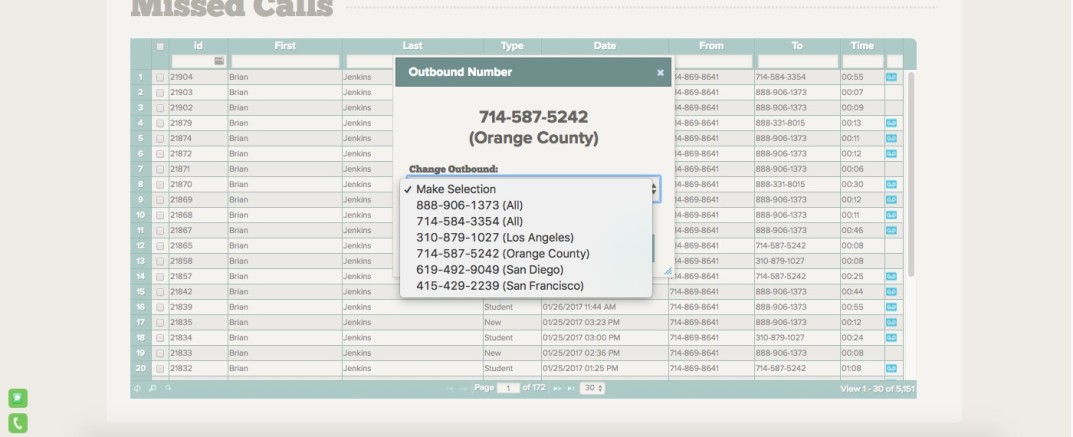 Missed Calls
Id First Last Type Date From To Time
Outbound Number ×
714-587-5242
(Orange County)
Change Outbound:
✓ Make Selection
888-906-1373 (All)
714-584-3354 (All)
310-879-1027 (Los Angeles)
714-587-5242 (Orange County)
619-492-9049 (San Diego)
415-429-2239 (San Francisco)
1 21904 Brian Jenkins 14-869-8641 714-584-3354 00:55
2 21903 Brian Jenkins 14-869-8641 888-906-1373 00:07
3 21902 Brian Jenkins 14-869-8641 888-906-1373 00:09
4 21879 Brian Jenkins 14-869-8641 888-331-8015 00:13
5 21874 Brian Jenkins 14-869-8641 888-906-1373 00:11
6 21872 Brian Jenkins 14-869-8641 888-906-1373 00:12
7 21871 Brian Jenkins 14-869-8641 888-906-1373 00:06
8 21870 Brian Jenkins 14-869-8641 888-331-8015 00:30
9 21869 Brian Jenkins 14-869-8641 888-906-1373 00:12
10 21868 Brian Jenkins 14-869-8641 888-906-1373 00:11
11 21867 Brian Jenkins 14-869-8641 888-906-1373 00:46
12 21865 Brian Jenkins 14-869-8641 714-587-5242 00:08
13 21858 Brian Jenkins 14-869-8641 310-879-1027 00:08
14 21857 Brian Jenkins 14-869-8641 714-587-5242 00:25
15 21842 Brian Jenkins 714-869-8641 888-906-1373 00:44
16 21839 Brian Jenkins Student 01/26/2017 11:44 AM 714-869-8641 888-906-1373 00:55
17 21835 Brian Jenkins New 01/25/2017 03:23 PM 714-869-8641 888-906-1373 00:12
18 21834 Brian Jenkins Student 01/25/2017 03:00 PM 714-869-8641 310-879-1027 00:24
19 21833 Brian Jenkins New 01/25/2017 02:36 PM 714-869-8641 888-906-1373 00:08
20 21832 Brian Jenkins Student 01/25/2017 01:25 PM 714-869-8641 714-587-5242 01:08
Page 1 of 172 30 View 1 - 30 of 5,151